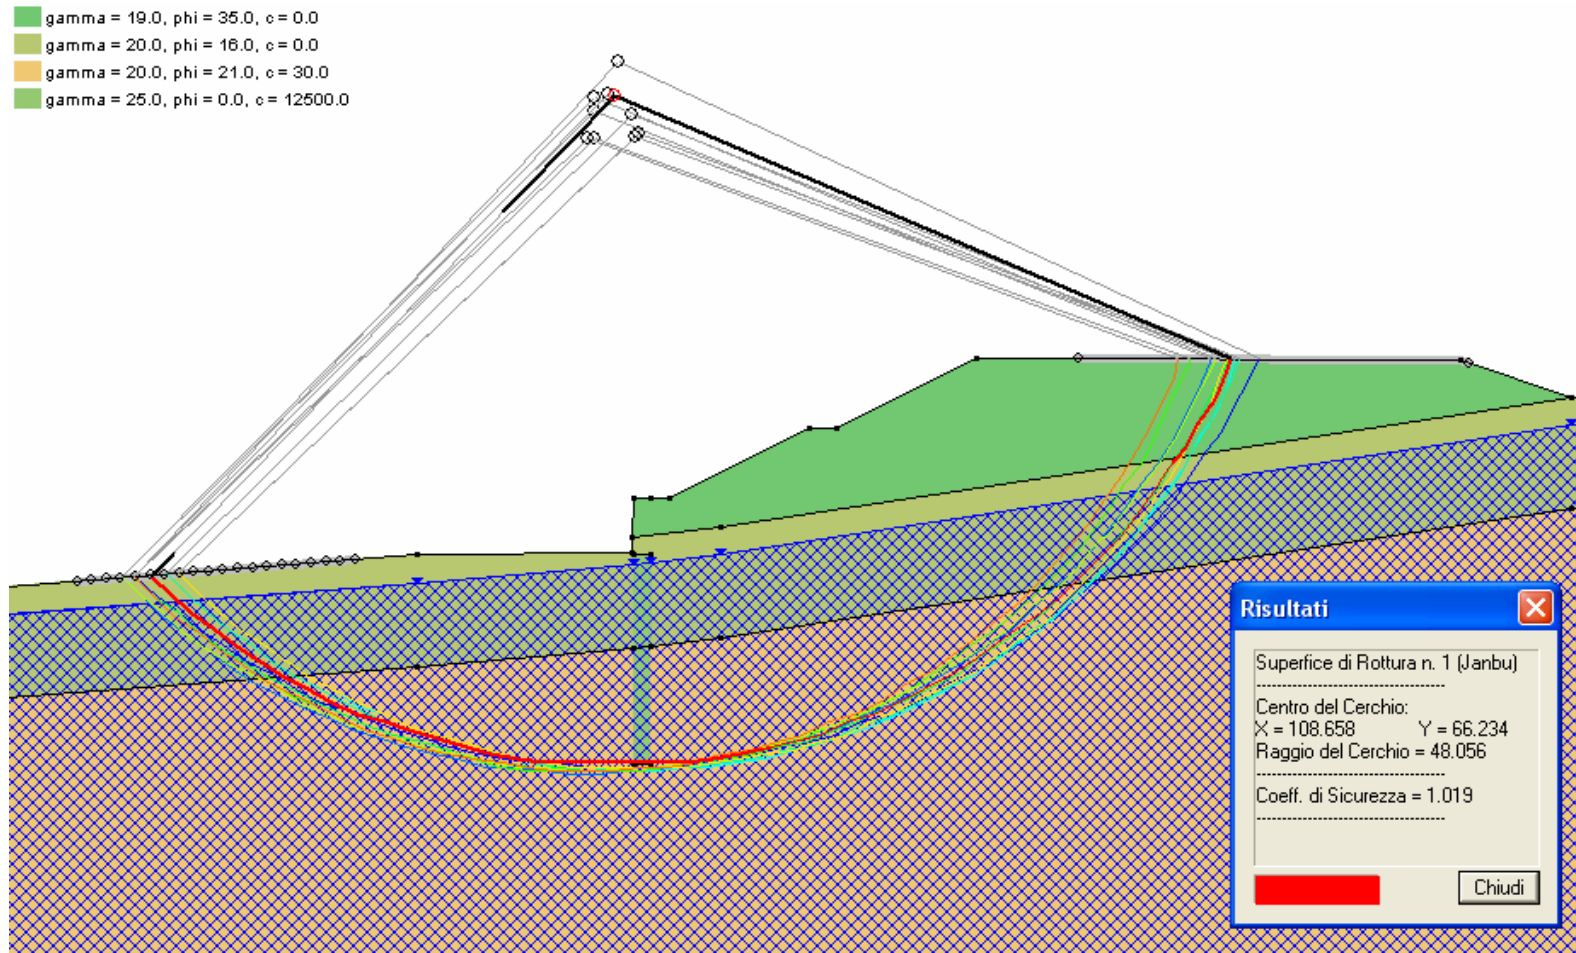 gamma = 19.0, phi = 35.0, c = 0.0
gamma = 20.0, phi = 16.0, c = 0.0
gamma = 20.0, phi = 21.0, c = 30.0
gamma = 25.0, phi = 0.0, c = 12500.0
Risultati
Superfice di Rottura n. 1 (Janbu)
---------------------------------
Centro del Cerchio:
X = 108.658 Y = 66.234
Raggio del Cerchio = 48.056
---------------------------------
Coeff. di Sicurezza = 1.019
---------------------------------
Chiudi